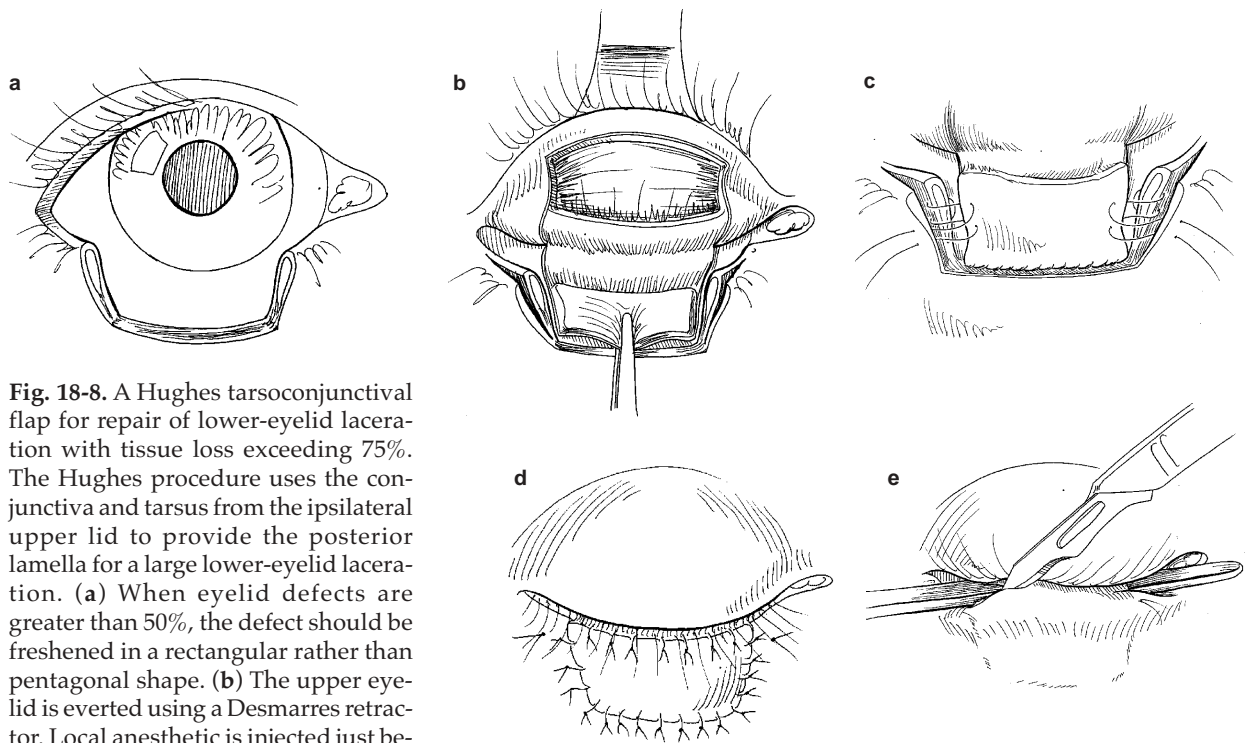 a
b
c
Fig. 18-8. A Hughes tarsoconjunctival
flap for repair of lower-eyelid lacera-
tion with tissue loss exceeding 75%.
The Hughes procedure uses the con-
junctiva and tarsus from the ipsilateral
upper lid to provide the posterior
lamella for a large lower-eyelid lacera-
tion. (a) When eyelid defects are
greater than 50%, the defect should be
freshened in a rectangular rather than
pentagonal shape. (b) The upper eye-
lid is everted using a Desmarres retrac-
tor. Local anesthetic is injected just be-
d
e